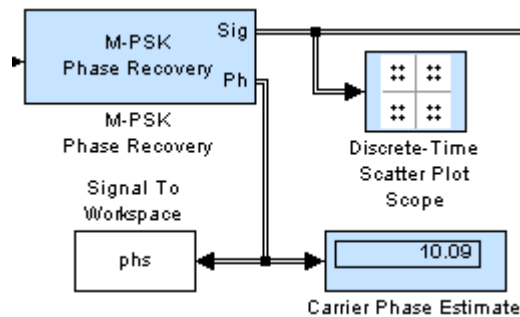 M-PSK
Phase Recovery
Sig
Ph
M-PSK
Phase Recovery
Discrete-Time
Scatter Plot
Scope
Signal To
Workspace
phs
10.09
Carrier Phase Estimate